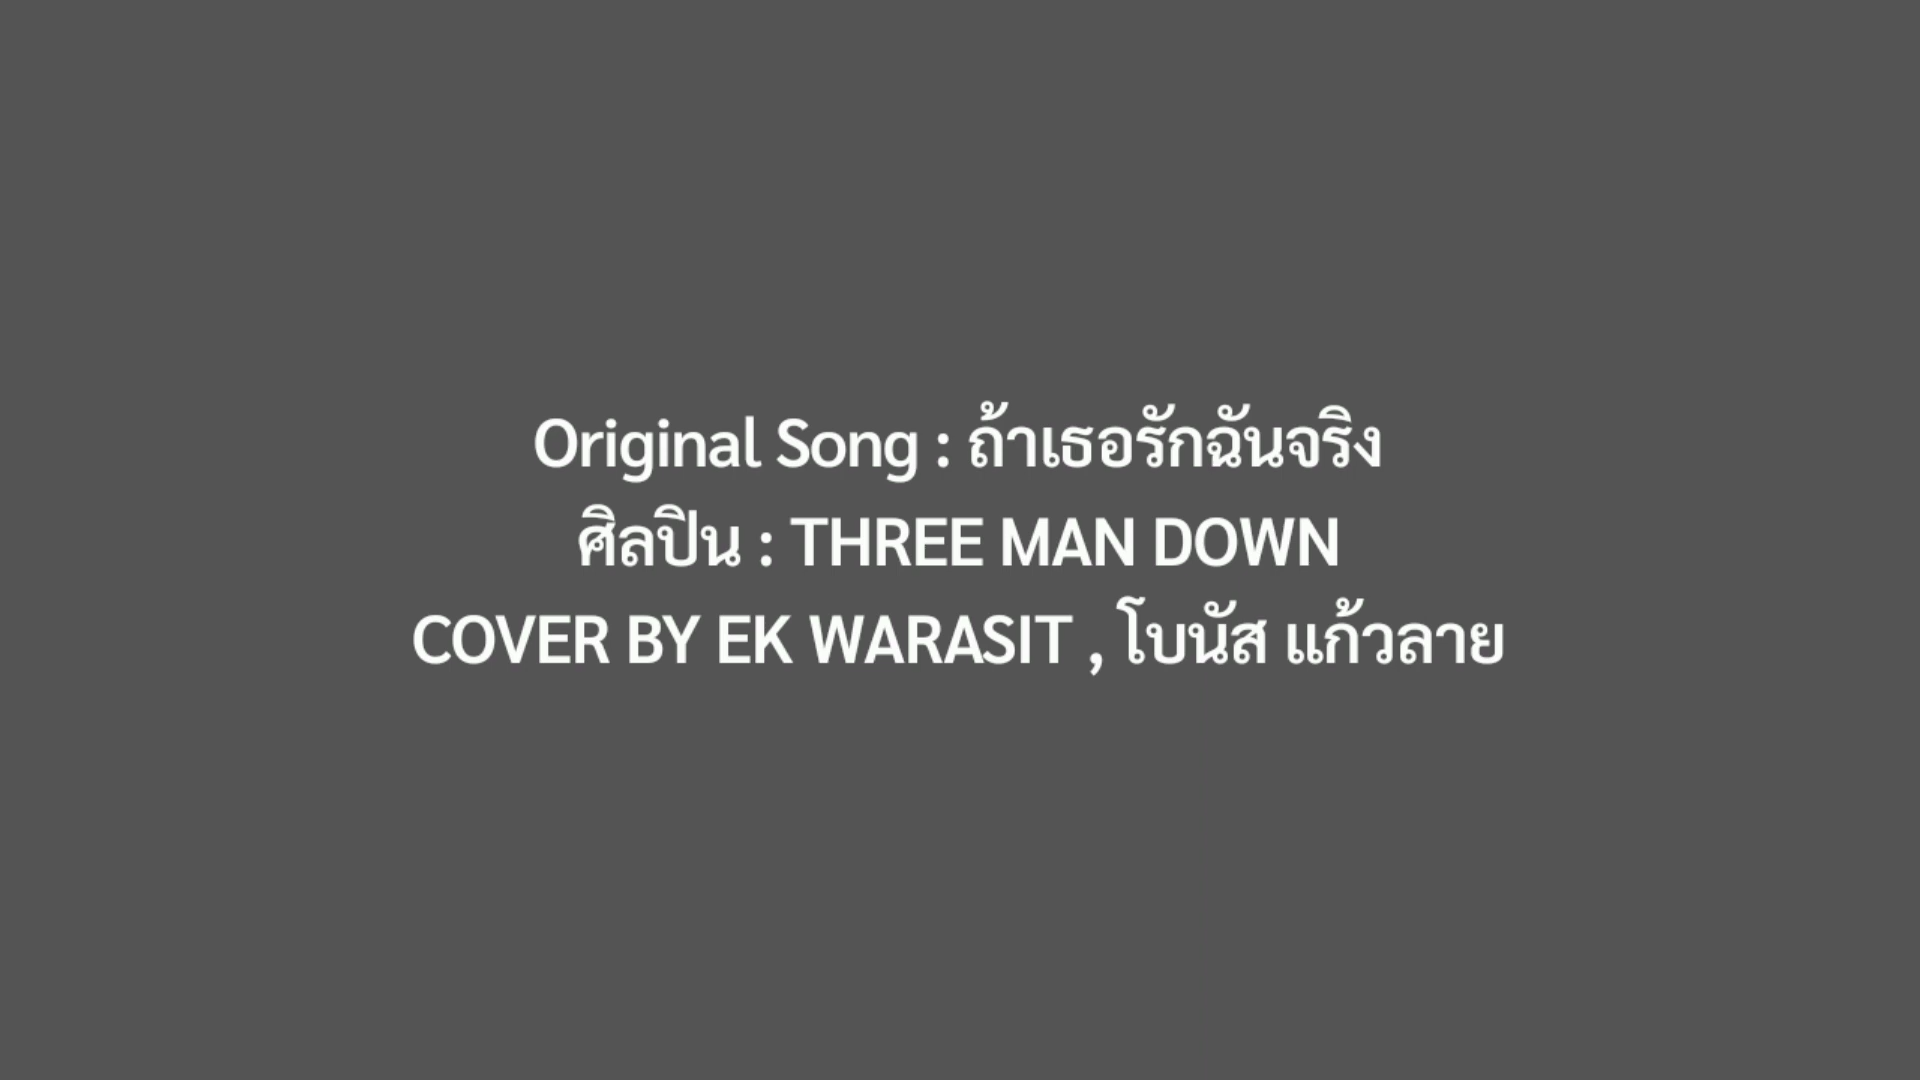 Original Song : ถ้าเธอรักฉันจริง
ศิลปิน : THREE MAN DOWN
COVER BY EK WARASIT , โบนัส แก้วลาย